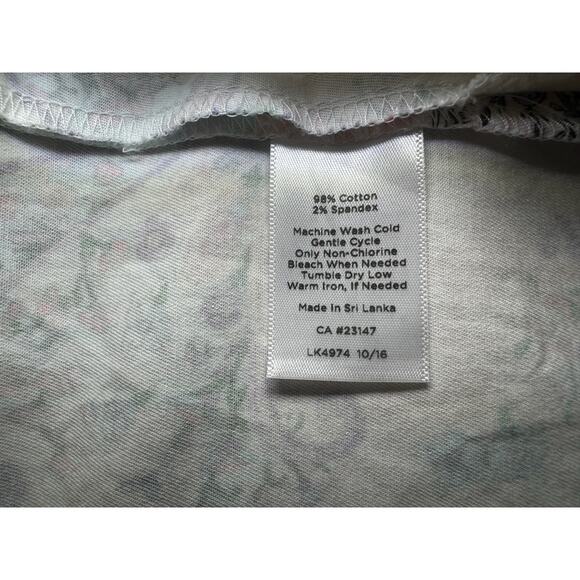 98% Cotton
2% Spandex
Machine Wash Cold
Gentle Cycle
Only Non-Chlorine
Bleach When Needed
Tumble Dry Low
Warm Iron, If Needed
Made In Sri Lanka
CA #23147
LK4974 10/16